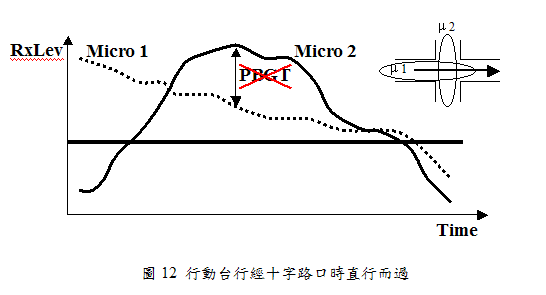 RxLev
Micro 1
Micro 2
PBGT
μ2
μ1
Time
圖 12 行動台行經十字路口時直行而過